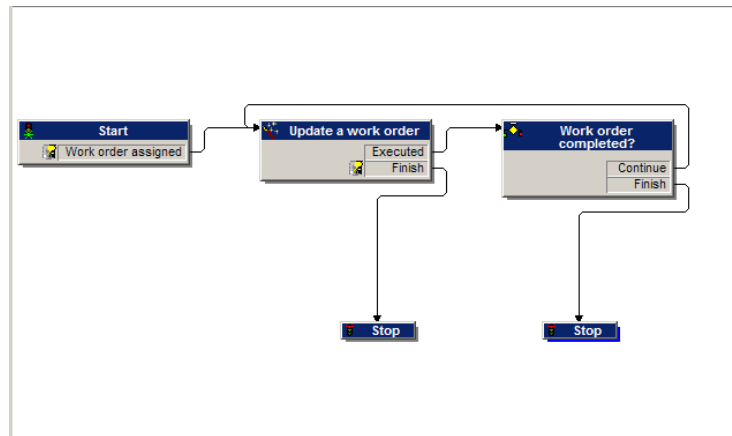 Start
Work order assigned
Update a work order
Executed
Finish
Work order
completed?
Continue
Finish
Stop
Stop